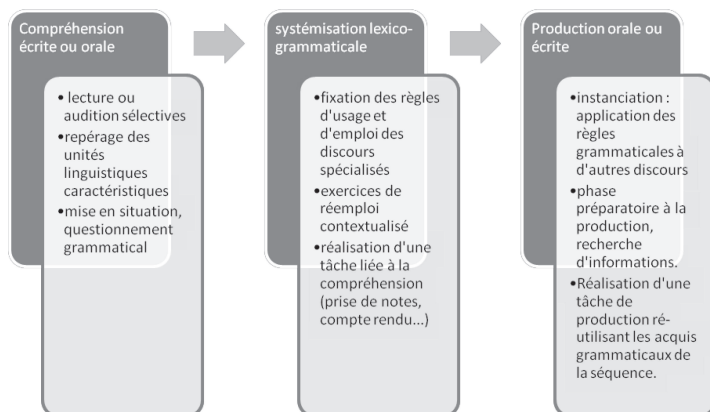 Compréhension
écrite ou orale
• lecture ou
audition sélectives
•repérage des
unités
linguistiques
caractéristiques
•mise en situation,
questionnement
grammatical
systémisation lexico-
grammaticale
•fixation des règles
d'usage et
d'emploi des
discours
spécialisés
•exercices de
réemploi
contextualisé
•réalisation d'une
tâche liée à la
compréhension
(prise de notes,
compte rendu...)
Production orale ou
écrite
•instanciation :
application des
règles
grammaticales à
d'autres discours
•phase
préparatoire à la
production,
recherche
d'informations.
•Réalisation d'une
tâche de
production ré-
utilisant les acquis
grammaticaux de
la séquence.